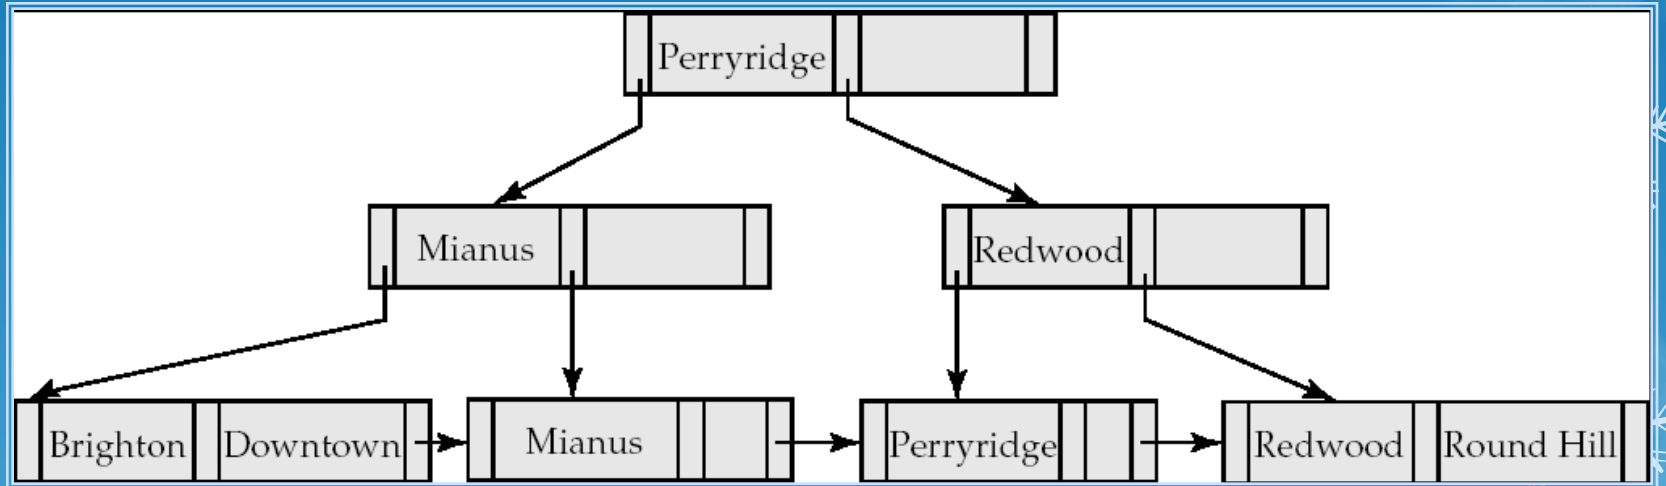 Perryridge
Mianus
Redwood
Brighton
Downtown
Mianus
Perryridge
Redwood
Round Hill